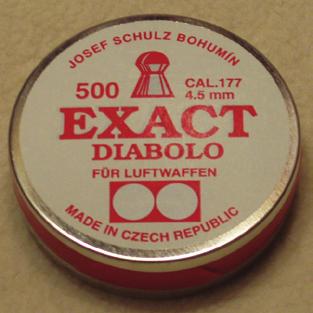 JOSEF SCHULZ BOHUMÍN
500
CAL.177
4.5 mm
EXACT
DIABOLO
FÜR LUFTWAFFEN
MADE IN CZECH REPUBLIC